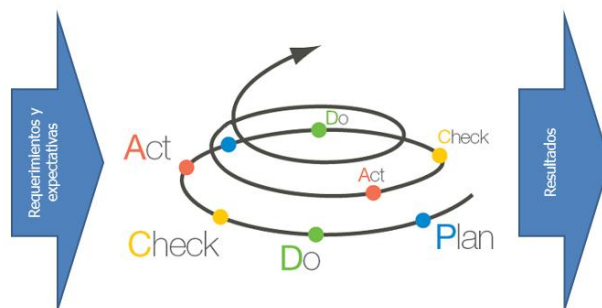 Requerimientos y
expectativas
Do
Check
Act
Act
Check
Do
Plan
Resultados